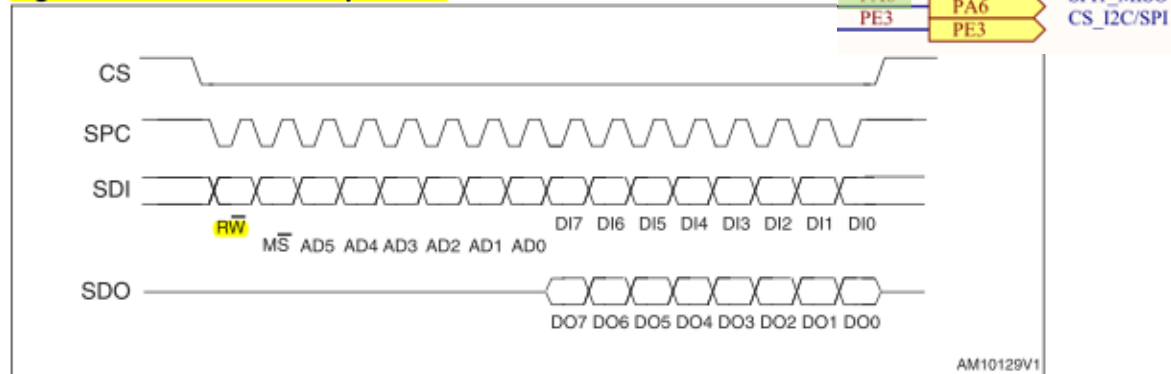 PA6
PE3 PE3 CS_I2C/SPI
CS
SPC
SDI
RW DI7 DI6 DI5 DI4 DI3 DI2 DI1 DI0
MS AD5 AD4 AD3 AD2 AD1 AD0
SDO
DO7 DO6 DO5 DO4 DO3 DO2 DO1 DO0
AM10129V1